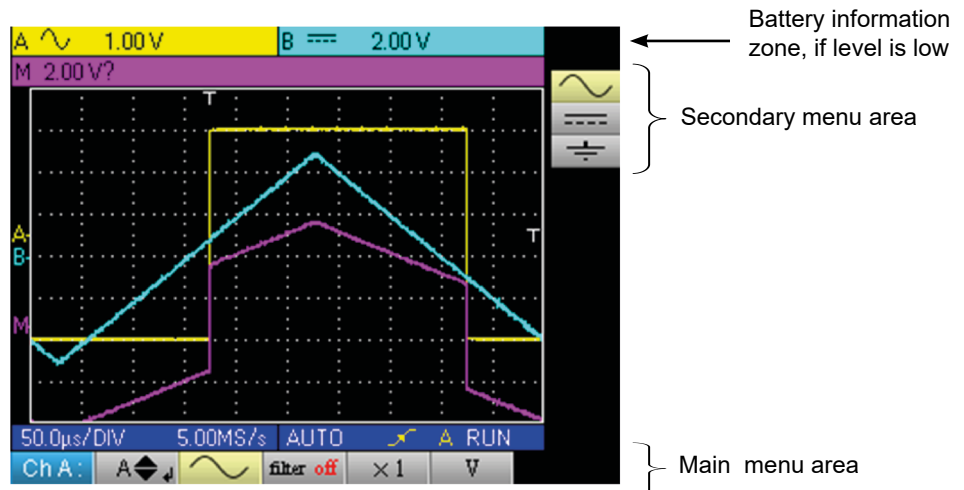 A 1.00 V B 2.00 V
Battery information
zone, if level is low
M 2.00 V?
T
Secondary menu area
A
T
B
M
50.0µs/DIV 5.00MS/s AUTO A RUN
Ch A: A filter off ×1 V
Main menu area